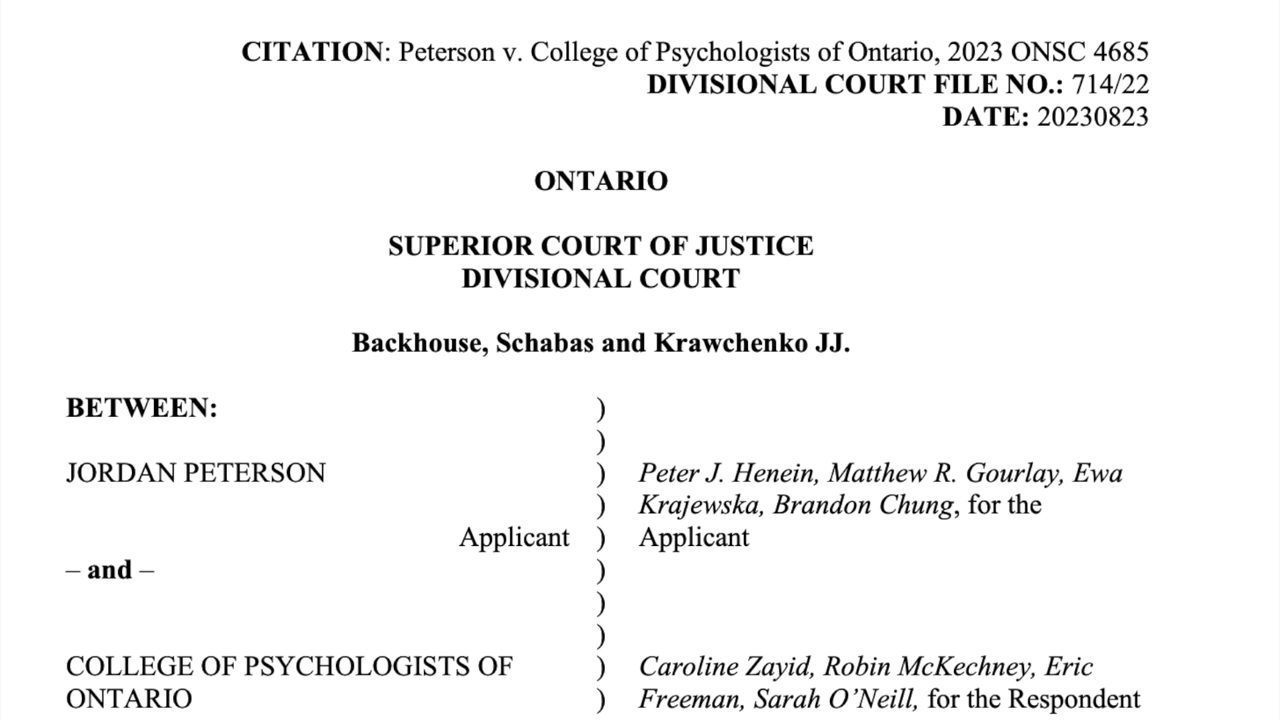 CITATION: Peterson v. College of Psychologists of Ontario, 2023 ONSC 4685
DIVISIONAL COURT FILE NO.: 714/22
DATE: 20230823
ONTARIO
SUPERIOR COURT OF JUSTICE
DIVISIONAL COURT
Backhouse, Schabas and Krawchenko JJ.
BETWEEN: )
)
JORDAN PETERSON ) Peter J. Henein, Matthew R. Gourlay, Ewa
) Krajewska, Brandon Chung, for the
Applicant ) Applicant
– and – )
)
)
COLLEGE OF PSYCHOLOGISTS OF ) Caroline Zayid, Robin McKechney, Eric
ONTARIO ) Freeman, Sarah O’Neill, for the Respondent